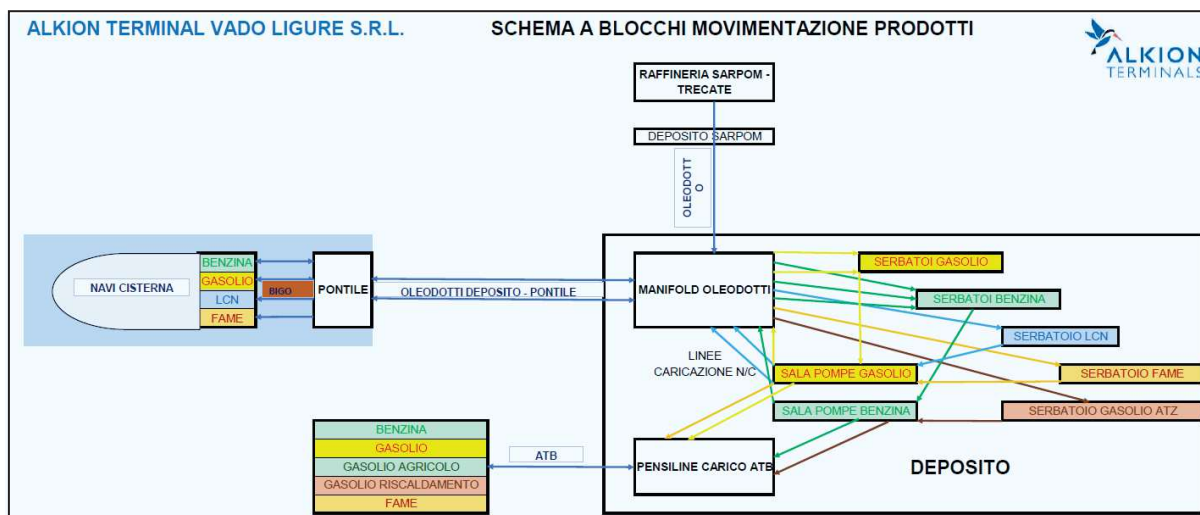 ALKION TERMINAL VADO LIGURE S.R.L.
SCHEMA A BLOCCHI MOVIMENTAZIONE PRODOTTI
ALKION
TERMINALS
RAFFINERIA SARPOM -
TRECATE
DEPOSITO SARPOM
OLEODOTT
O
NAVI CISTERNA
BENZINA
GASOLIO
LCN
FAME
BIGO
PONTILE
OLEODOTTI DEPOSITO - PONTILE
MANIFOLD OLEODOTTI
SERBATOI GASOLIO
SERBATOI BENZINA
SERBATOIO LCN
LINEE
CARICAZIONE N/C
SALA POMPE GASOLIO
SERBATOIO FAME
SALA POMPE BENZINA
SERBATOIO GASOLIO ATZ
BENZINA
GASOLIO
GASOLIO AGRICOLO
GASOLIO RISCALDAMENTO
FAME
ATB
PENSILINE CARICO ATB
DEPOSITO